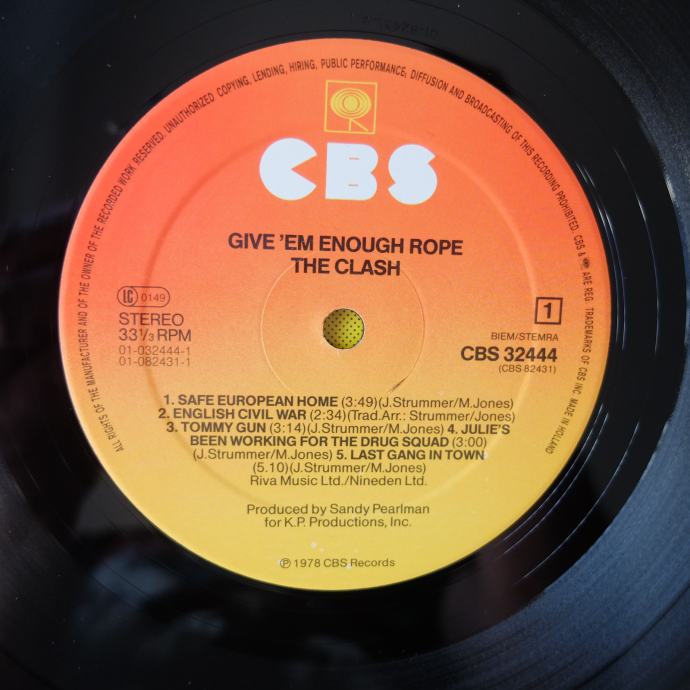 ALL RIGHTS OF THE MANUFACTURER AND OF THE OWNER OF THE RECORDED WORK RESERVED. UNAUTHORIZED COPYING, LENDING, HIRING, PUBLIC PERFORMANCE, DIFFUSION AND BROADCASTING OF THIS RECORDING PROHIBITED. CBS & ARE REG. TRADEMARKS OF CBS INC. MADE IN HOLLAND
CBS
GIVE 'EM ENOUGH ROPE
THE CLASH
LC 0149
STEREO
33⅓ RPM
01-032444-1
01-082431-1
1
BIEM/STEMRA
CBS 32444
(CBS 82431)
1. SAFE EUROPEAN HOME (3:49)(J.Strummer/M.Jones)
2. ENGLISH CIVIL WAR (2:34)(Trad.Arr.: Strummer/Jones)
3. TOMMY GUN (3:14)(J.Strummer/M.Jones) 4. JULIE'S
BEEN WORKING FOR THE DRUG SQUAD (3:00)
(J.Strummer/M.Jones) 5. LAST GANG IN TOWN
(5.10)(J.Strummer/M.Jones)
Riva Music Ltd./Nineden Ltd.
Produced by Sandy Pearlman
for K.P. Productions, Inc.
℗ 1978 CBS Records